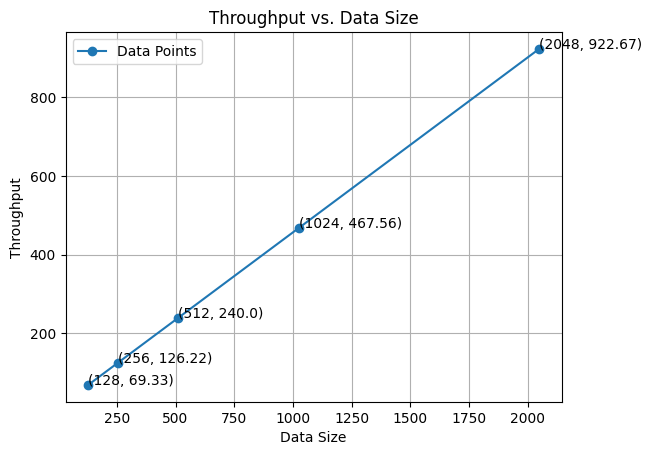 Throughput vs. Data Size
Data Points
(2048, 922.67)
800
600
(1024, 467.56)
400
(512, 240.0)
200
(256, 126.22)
(128, 69.33)
Throughput
250 500 750 1000 1250 1500 1750 2000
Data Size